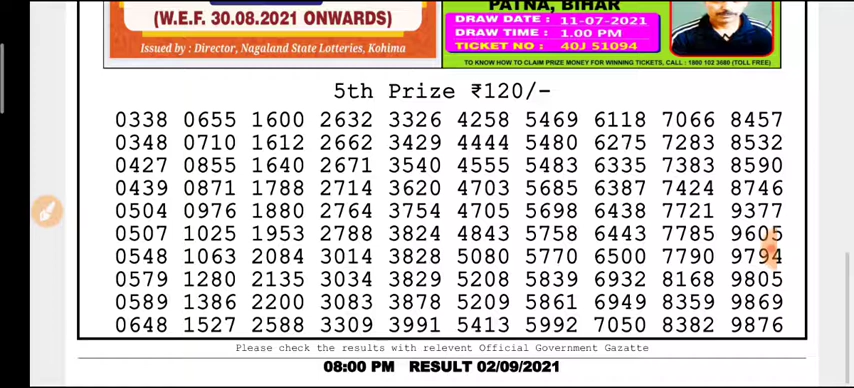 (W.E.F. 30.08.2021 ONWARDS)
Issued by : Director, Nagaland State Lotteries, Kohima
PATNA, BIHAR
DRAW DATE : 11-07-2021
DRAW TIME : 1.00 PM
TICKET NO : 40J 51094
TO KNOW HOW TO CLAIM PRIZE MONEY FOR WINNING TICKETS, CALL : 1800 102 3680 (TOLL FREE)
5th Prize ₹120/-
0338 0655 1600 2632 3326 4258 5469 6118 7066 8457
0348 0710 1612 2662 3429 4444 5480 6275 7283 8532
0427 0855 1640 2671 3540 4555 5483 6335 7383 8590
0439 0871 1788 2714 3620 4703 5685 6387 7424 8746
0504 0976 1880 2764 3754 4705 5698 6438 7721 9377
0507 1025 1953 2788 3824 4843 5758 6443 7785 9605
0548 1063 2084 3014 3828 5080 5770 6500 7790 9794
0579 1280 2135 3034 3829 5208 5839 6932 8168 9805
0589 1386 2200 3083 3878 5209 5861 6949 8359 9869
0648 1527 2588 3309 3991 5413 5992 7050 8382 9876
Please check the results with relevent Official Government Gazatte
08:00 PM RESULT 02/09/2021